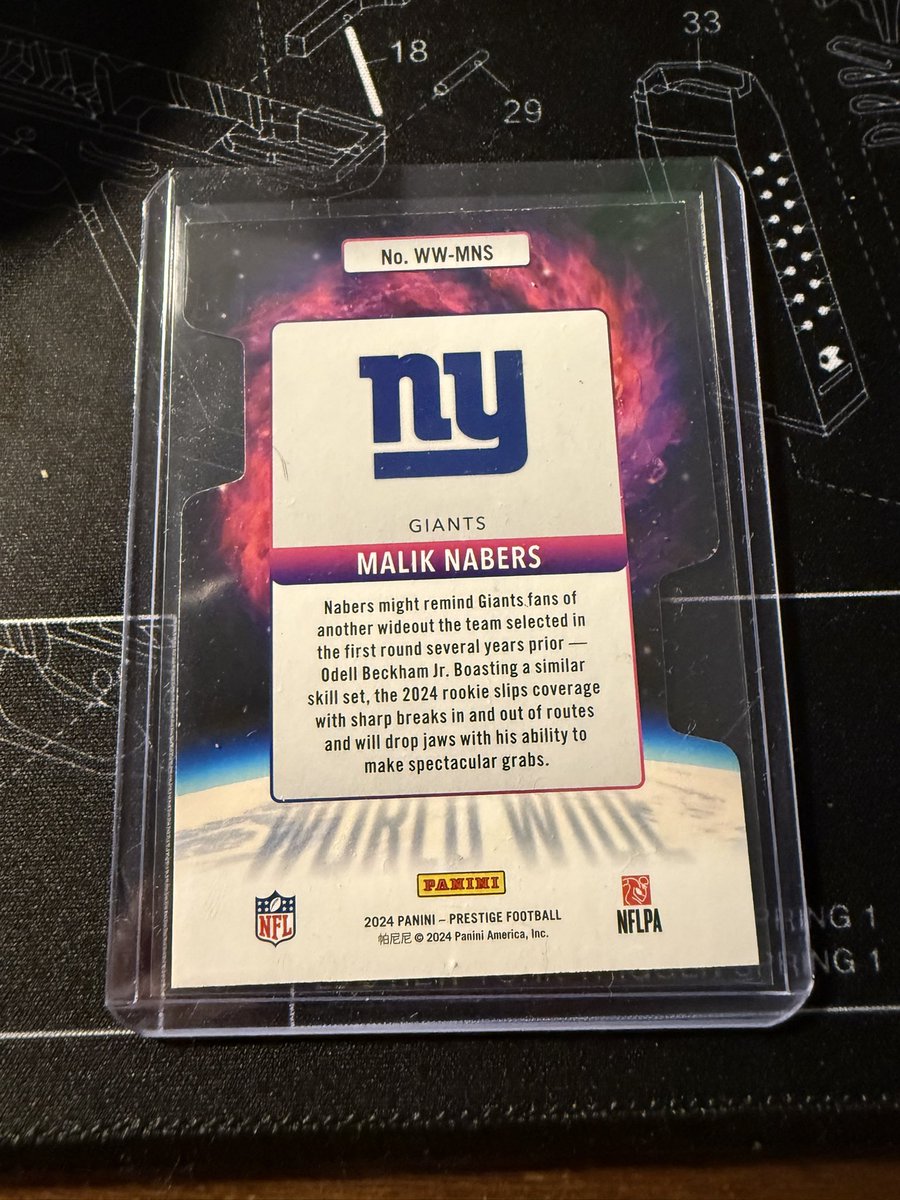 18
33
29
No. WW-MNS
ny
GIANTS
MALIK NABERS
Nabers might remind Giants fans of
another wideout the team selected in
the first round several years prior —
Odell Beckham Jr. Boasting a similar
skill set, the 2024 rookie slips coverage
with sharp breaks in and out of routes
and will drop jaws with his ability to
make spectacular grabs.
WORLD WIDE
PANINI
NFL
NFLPA
2024 PANINI – PRESTIGE FOOTBALL
帕尼尼 © 2024 Panini America, Inc.
RING 1
SPRING 1